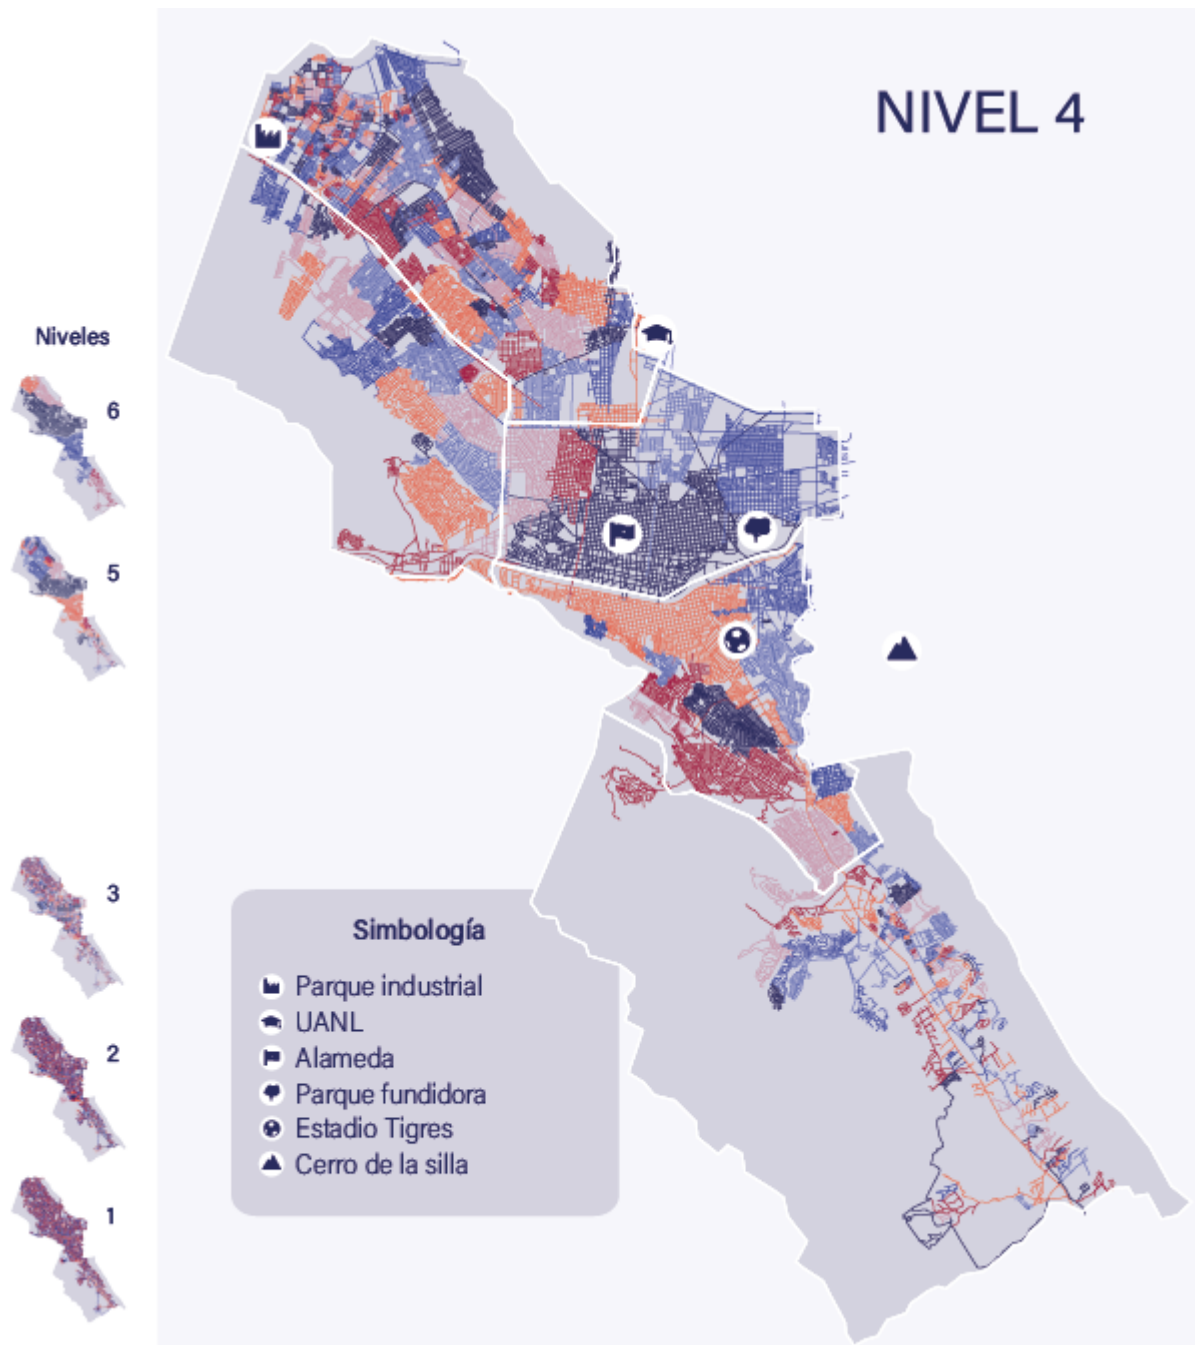 NIVEL 4
Niveles
6
5
3
2
1
Simbología
Parque industrial
UANL
Alameda
Parque fundidora
Estadio Tigres
Cerro de la silla